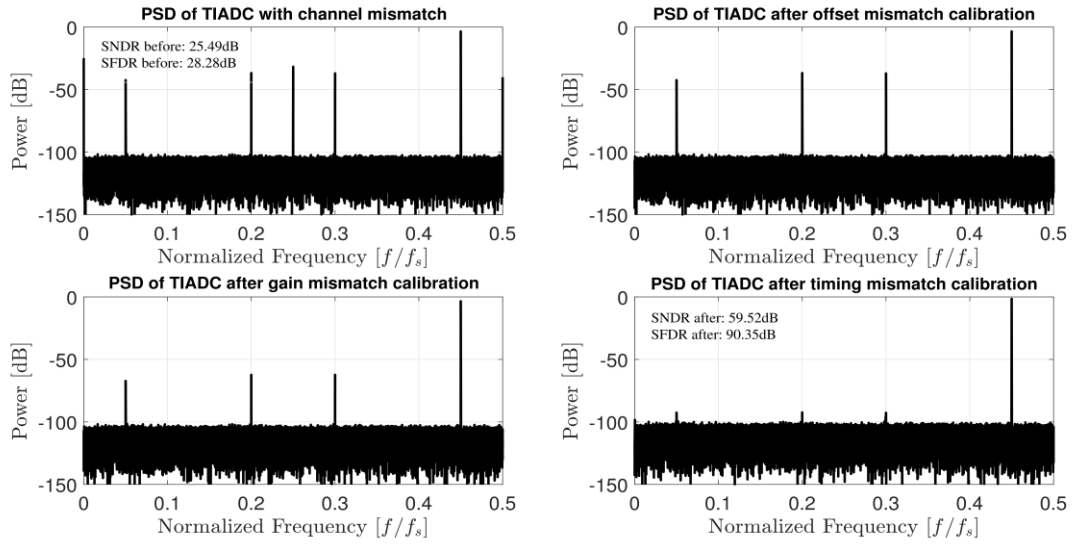 PSD of TIADC with channel mismatch
0
-50
-100
-150
Power [dB]
SNDR before: 25.49dB
SFDR before: 28.28dB
0 0.1 0.2 0.3 0.4 0.5
Normalized Frequency [f/fs]
PSD of TIADC after offset mismatch calibration
0
-50
-100
-150
Power [dB]
0 0.1 0.2 0.3 0.4 0.5
Normalized Frequency [f/fs]
PSD of TIADC after gain mismatch calibration
0
-50
-100
-150
Power [dB]
0 0.1 0.2 0.3 0.4 0.5
Normalized Frequency [f/fs]
PSD of TIADC after timing mismatch calibration
0
-50
-100
-150
Power [dB]
SNDR after: 59.52dB
SFDR after: 90.35dB
0 0.1 0.2 0.3 0.4 0.5
Normalized Frequency [f/fs]